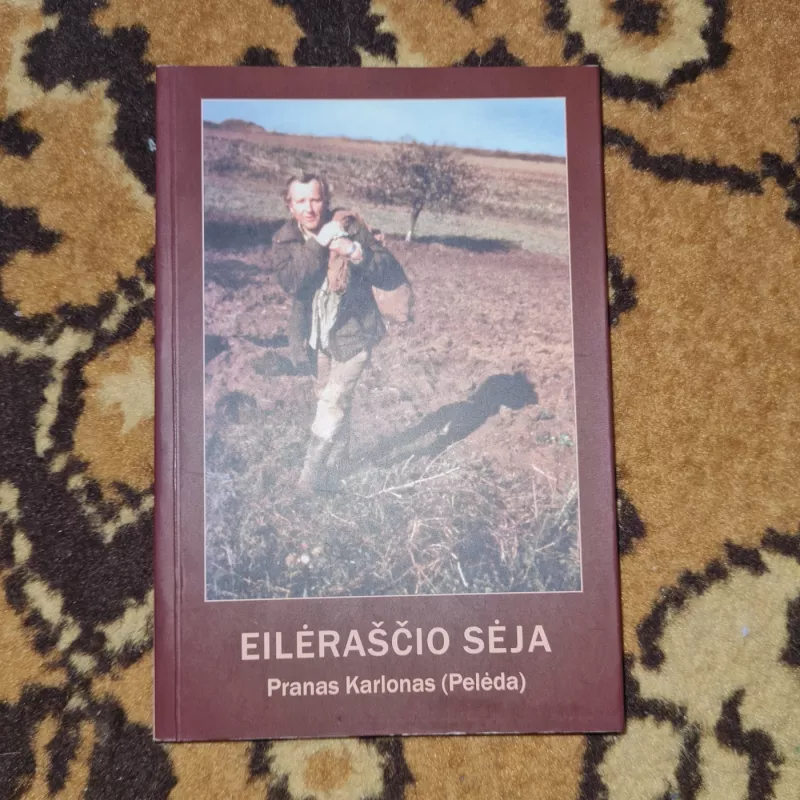 EILĖRAŠČIO SĖJA
Pranas Karlonas (Pelėda)